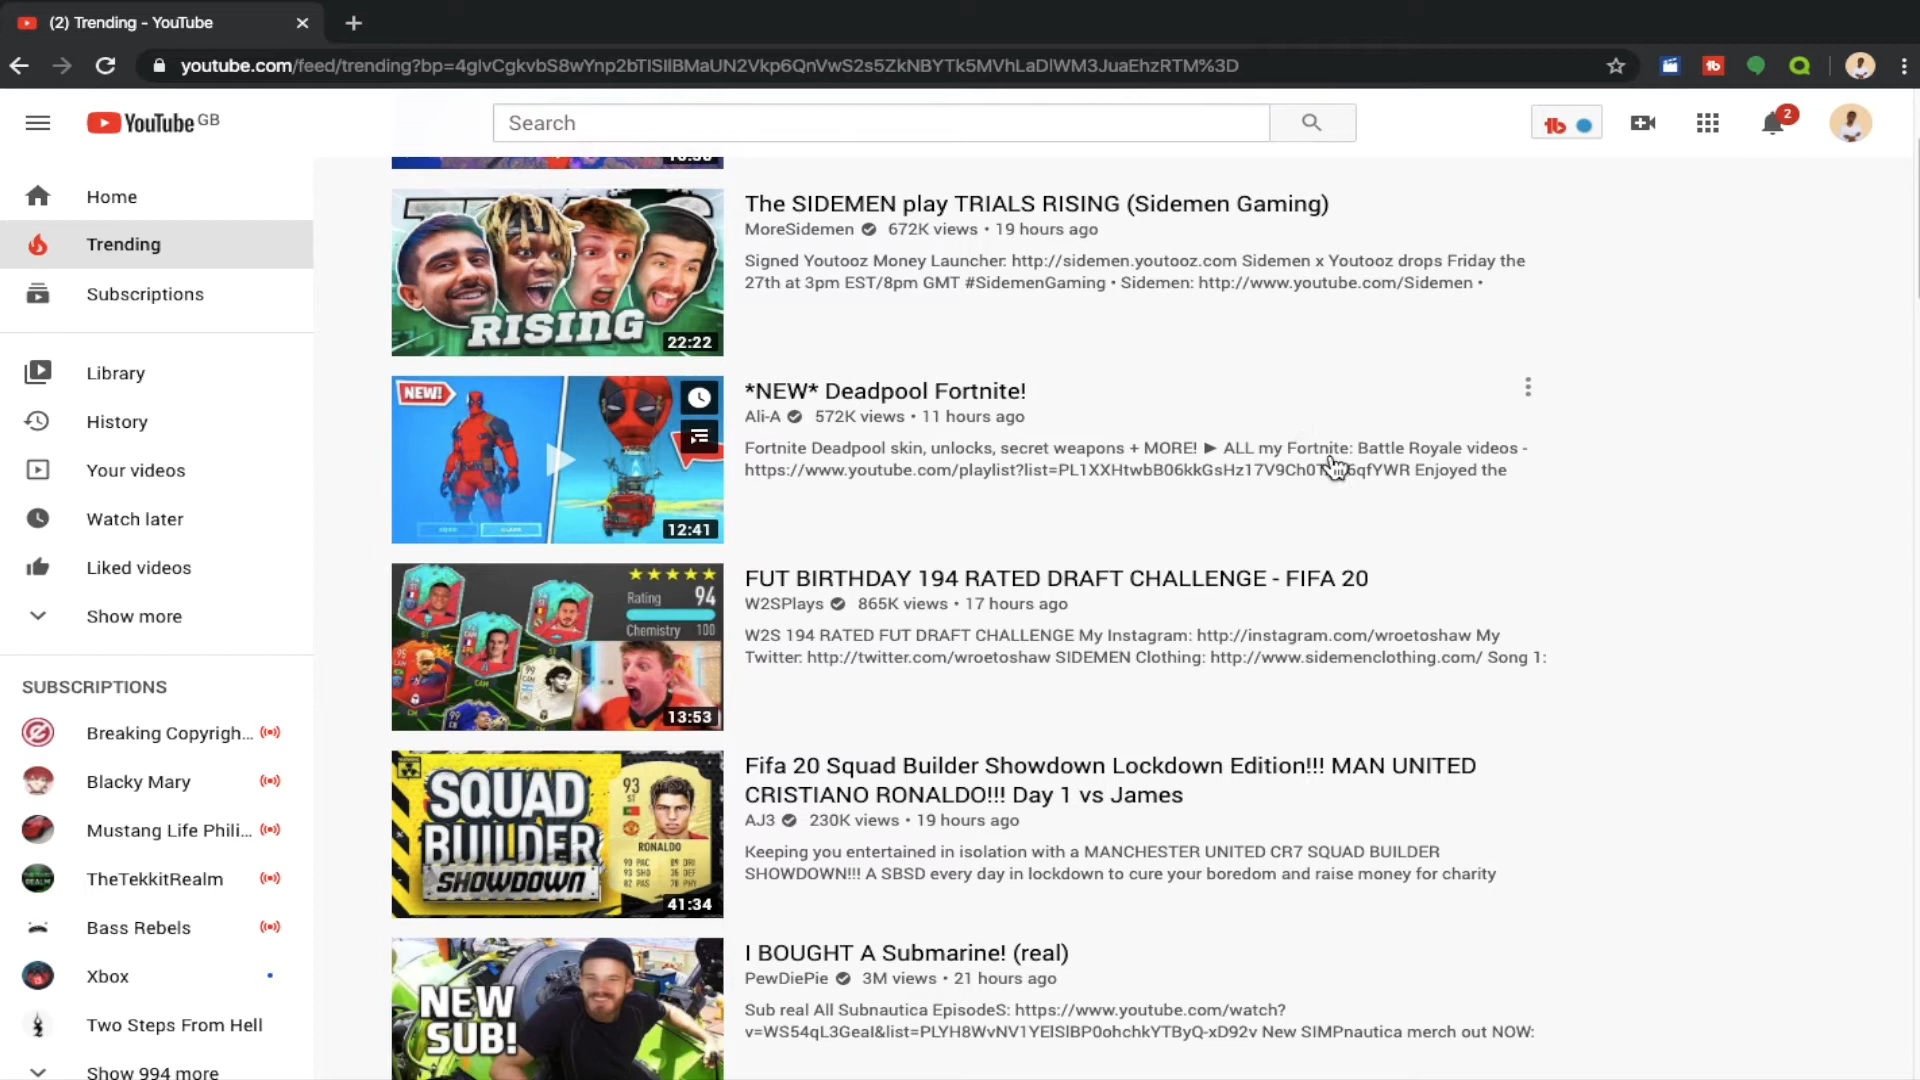 (2) Trending - YouTube
youtube.com/feed/trending?bp=4gIvCgkvbS8wYnp2bTISIlBMaUN2Vkp6QnVwS2s5ZkNBYTk5MVhLaDlWM3JuaEhzRTM%3D
YouTube GB
Search
2
Home
Trending
Subscriptions
Library
History
Your videos
Watch later
Liked videos
Show more
SUBSCRIPTIONS
Breaking Copyrigh...
Blacky Mary
Mustang Life Phili...
TheTekkitRealm
Bass Rebels
Xbox
Two Steps From Hell
Show 994 more
RISING
22:22
The SIDEMEN play TRIALS RISING (Sidemen Gaming)
MoreSidemen 672K views • 19 hours ago
Signed Youtooz Money Launcher: http://sidemen.youtooz.com Sidemen x Youtooz drops Friday the
27th at 3pm EST/8pm GMT #SidemenGaming • Sidemen: http://www.youtube.com/Sidemen •
NEW!
12:41
*NEW* Deadpool Fortnite!
Ali-A 572K views • 11 hours ago
Fortnite Deadpool skin, unlocks, secret weapons + MORE! ► ALL my Fortnite: Battle Royale videos -
Enjoyed the
Rating 94
Chemistry 100
13:53
FUT BIRTHDAY 194 RATED DRAFT CHALLENGE - FIFA 20
W2SPlays 865K views • 17 hours ago
W2S 194 RATED FUT DRAFT CHALLENGE My Instagram: http://instagram.com/wroetoshaw My
Twitter: http://twitter.com/wroetoshaw SIDEMEN Clothing: http://www.sidemenclothing.com/ Song 1:
SQUAD
BUILDER
SHOWDOWN
93
ST
RONALDO
41:34
Fifa 20 Squad Builder Showdown Lockdown Edition!!! MAN UNITED
CRISTIANO RONALDO!!! Day 1 vs James
AJ3 230K views • 19 hours ago
Keeping you entertained in isolation with a MANCHESTER UNITED CR7 SQUAD BUILDER
SHOWDOWN!!! A SBSD every day in lockdown to cure your boredom and raise money for charity
NEW
SUB!
I BOUGHT A Submarine! (real)
PewDiePie 3M views • 21 hours ago
Sub real All Subnautica EpisodeS: https://www.youtube.com/watch?
v=WS54qL3GeaI&list=PLYH8WvNV1YEISIBP0ohchkYTByQ-xD92v New SIMPnautica merch out NOW: